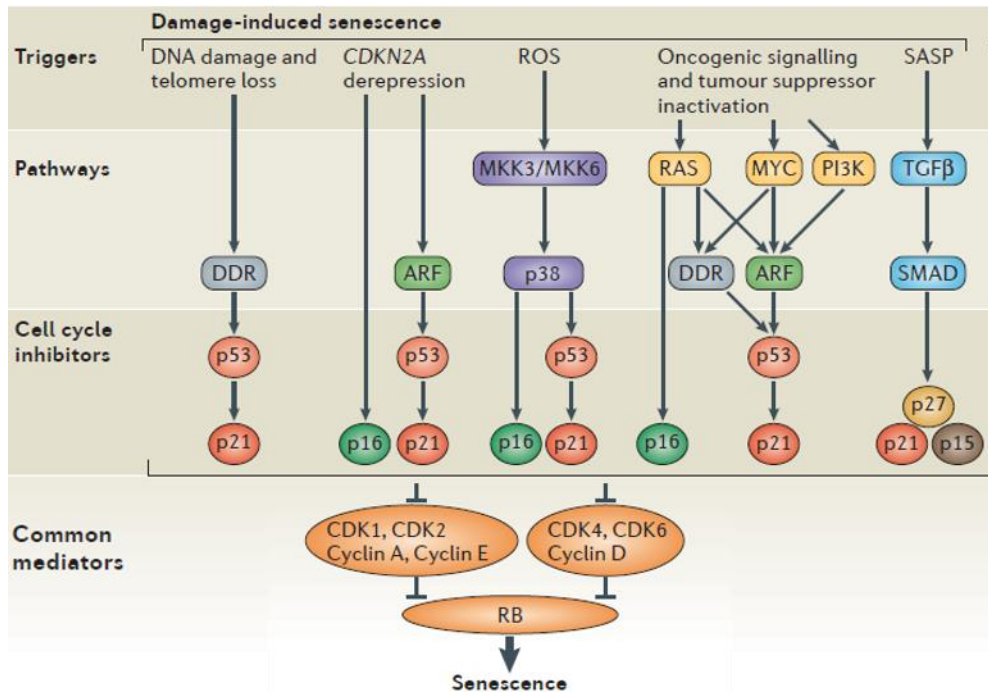 Damage-induced senescence
Triggers
DNA damage and
telomere loss
CDKN2A
derepression
ROS
Oncogenic signalling
and tumour suppressor
inactivation
SASP
Pathways
MKK3/MKK6
RAS
MYC
PI3K
TGFβ
DDR
ARF
p38
DDR
ARF
SMAD
Cell cycle
inhibitors
p53
p53
p53
p53
p27
p21
p16
p21
p16
p21
p16
p21
p21
p15
Common
mediators
CDK1, CDK2
Cyclin A, Cyclin E
CDK4, CDK6
Cyclin D
RB
Senescence